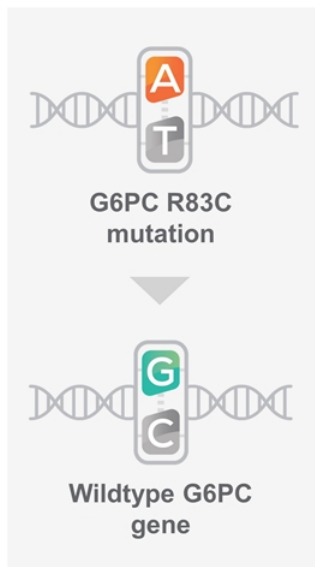 A
T
G6PC R83C
mutation
G
C
Wildtype G6PC
gene